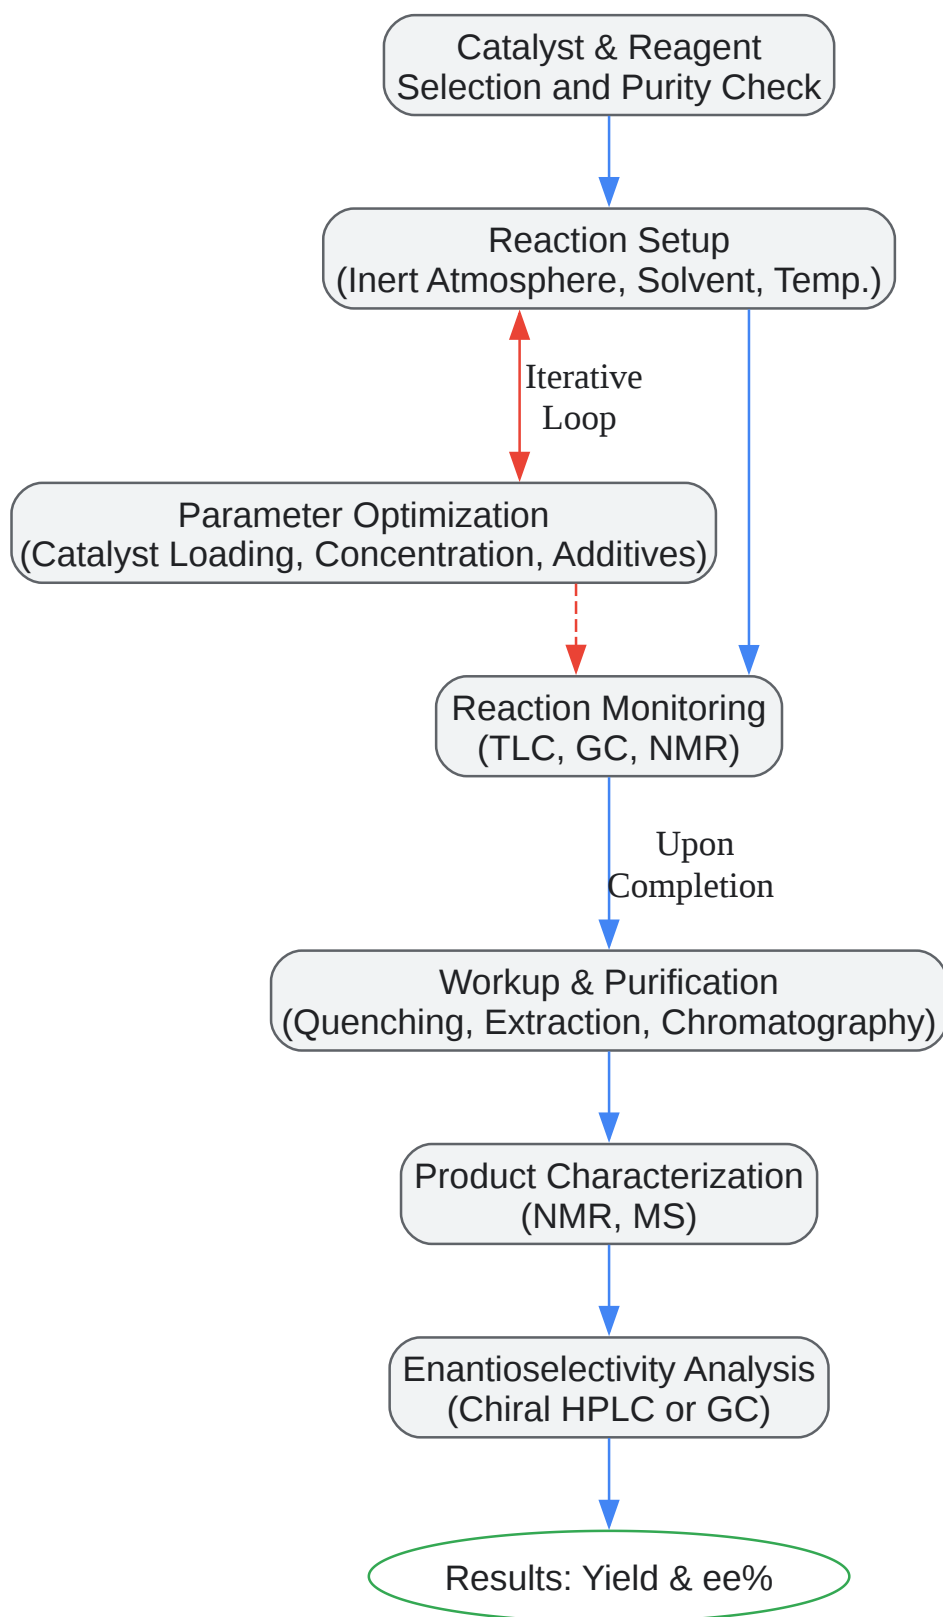 Catalyst & Reagent
Selection and Purity Check
Reaction Setup
(Inert Atmosphere, Solvent, Temp.)
Iterative
Loop
Parameter Optimization
(Catalyst Loading, Concentration, Additives)
Reaction Monitoring
(TLC, GC, NMR)
Upon
Completion
Workup & Purification
(Quenching, Extraction, Chromatography)
Product Characterization
(NMR, MS)
Enantioselectivity Analysis
(Chiral HPLC or GC)
Results: Yield & ee%